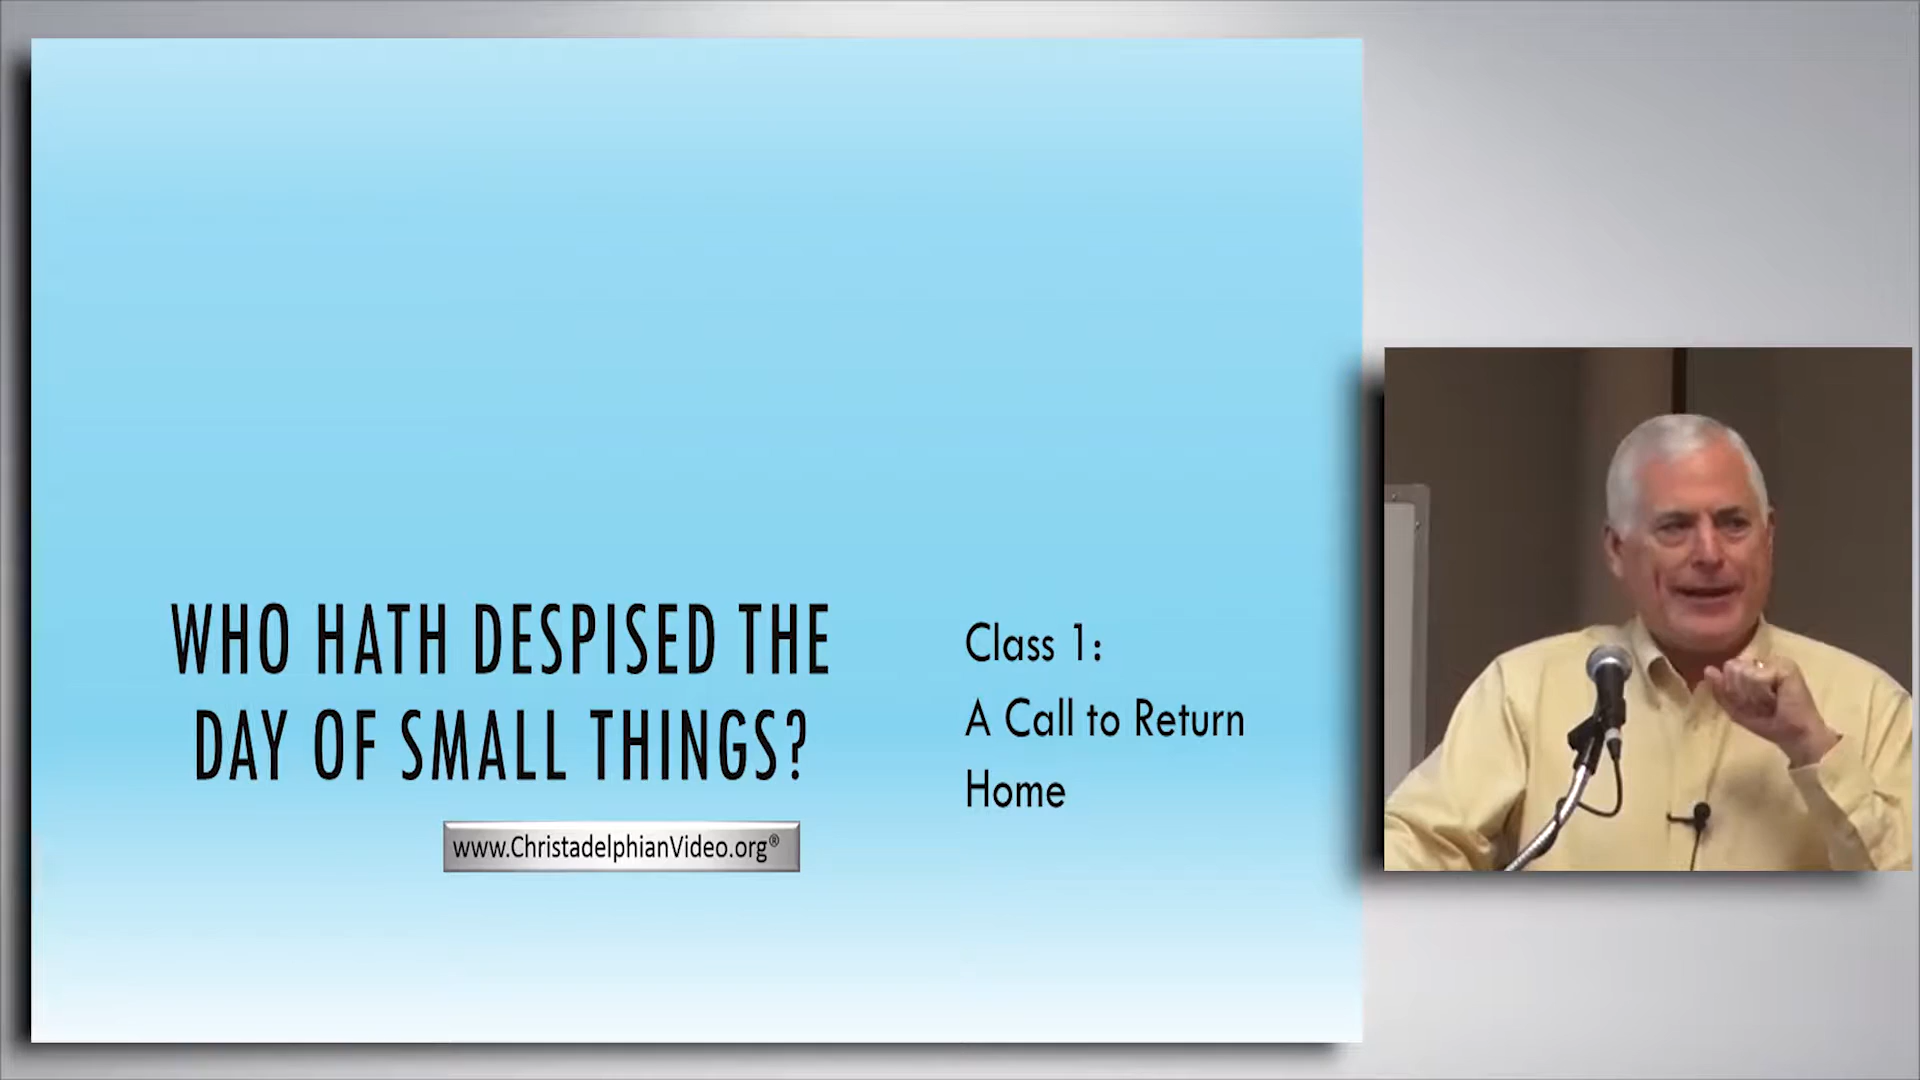 WHO HATH DESPISED THE
DAY OF SMALL THINGS?
www.ChristadelphianVideo.org®
Class 1:
A Call to Return
Home